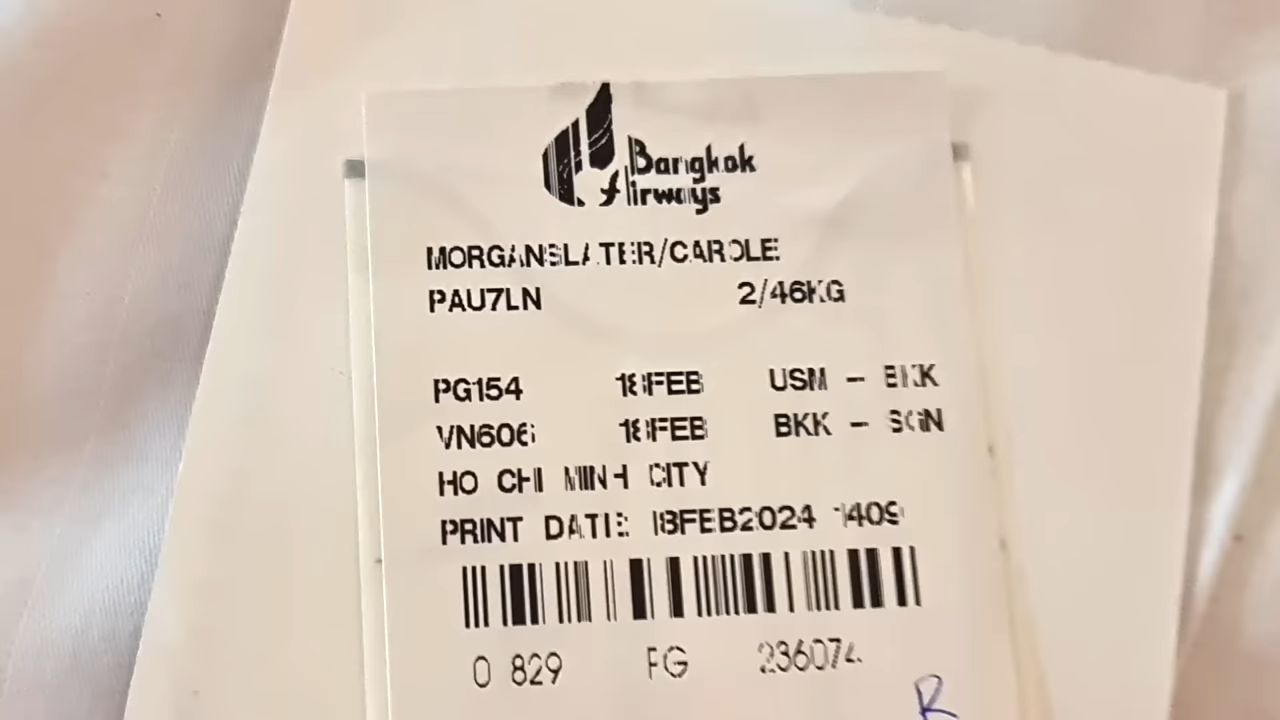 Bangkok
Airways
MORGANSLATER/CAROLE
PAU7LN 2/46KG
PG154 18FEB USM - BKK
VN606 18FEB BKK - SGN
HO CHI MINH CITY
PRINT DATE: 18FEB2024 1409
0 829 PG 236074
R